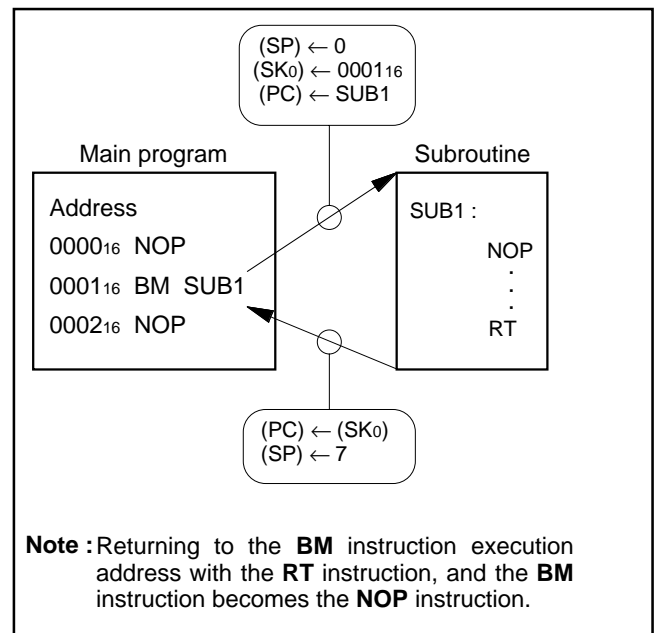 (SP) ← 0
(SK₀) ← 0001₁₆
(PC) ← SUB1
Main program
Subroutine
Address
0000₁₆ NOP
0001₁₆ BM SUB1
0002₁₆ NOP
SUB1 :
NOP
·
·
·
RT
(PC) ← (SK₀)
(SP) ← 7
Note : Returning to the BM instruction execution
address with the RT instruction, and the BM
instruction becomes the NOP instruction.